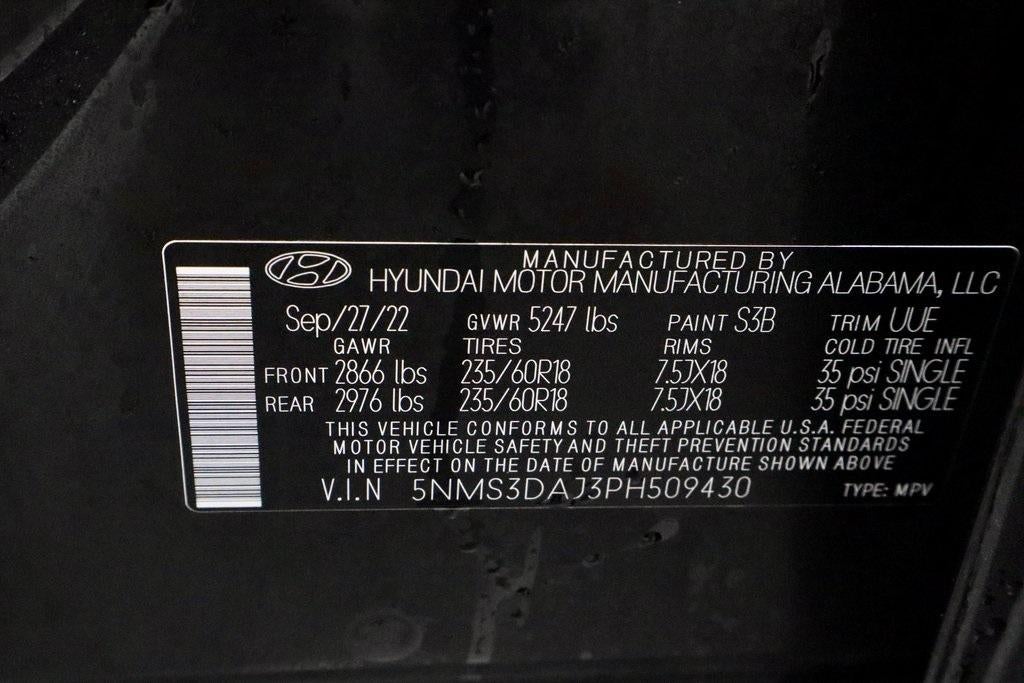 MANUFACTURED BY
HYUNDAI MOTOR MANUFACTURING ALABAMA, LLC
Sep/27/22 GVWR 5247 lbs PAINT S3B TRIM UUE
GAWR TIRES RIMS COLD TIRE INFL
FRONT 2866 lbs 235/60R18 7.5JX18 35 psi SINGLE
REAR 2976 lbs 235/60R18 7.5JX18 35 psi SINGLE
THIS VEHICLE CONFORMS TO ALL APPLICABLE U.S.A. FEDERAL
MOTOR VEHICLE SAFETY AND THEFT PREVENTION STANDARDS
IN EFFECT ON THE DATE OF MANUFACTURE SHOWN ABOVE
V.I.N 5NMS3DAJ3PH509430 TYPE: MPV